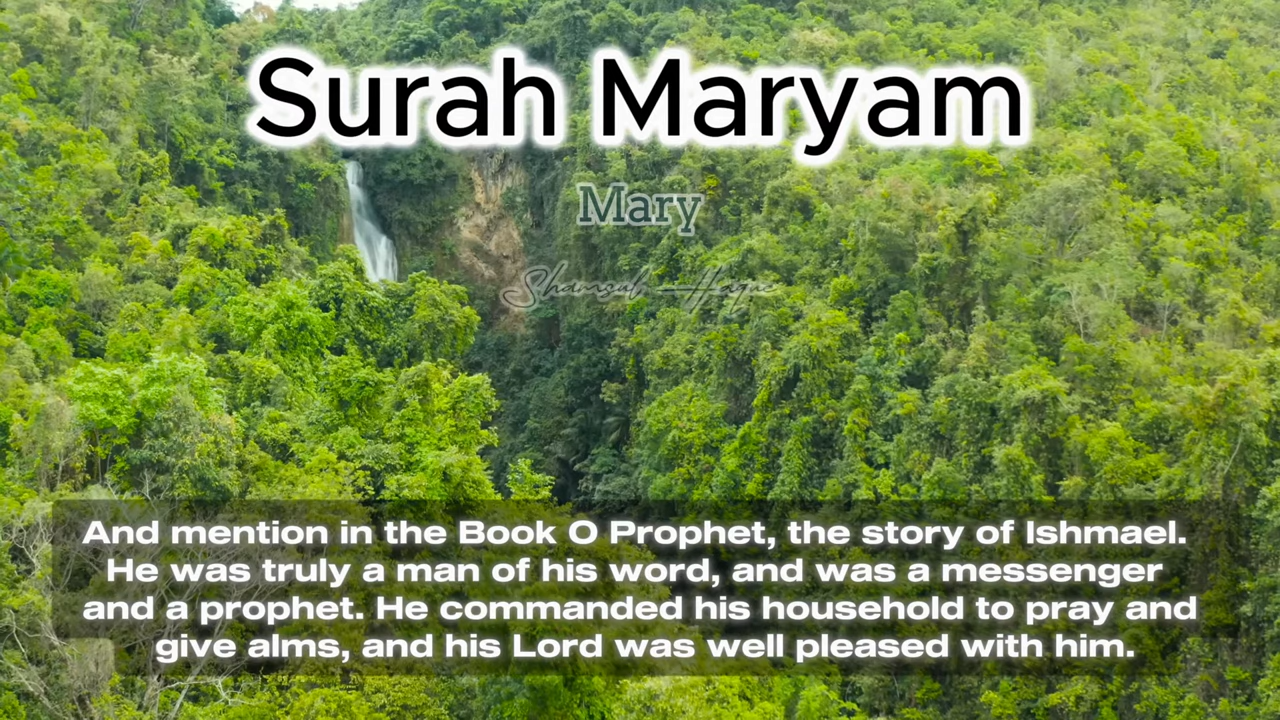 Surah Maryam
Mary
Shamsul Haque
And mention in the Book O Prophet, the story of Ishmael.
He was truly a man of his word, and was a messenger
and a prophet. He commanded his household to pray and
give alms, and his Lord was well pleased with him.